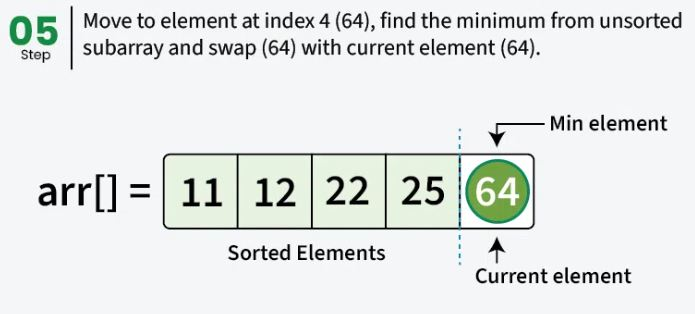 05
Step
Move to element at index 4 (64), find the minimum from unsorted
subarray and swap (64) with current element (64).
Min element
arr[] = 11 12 22 25 64
Sorted Elements
Current element